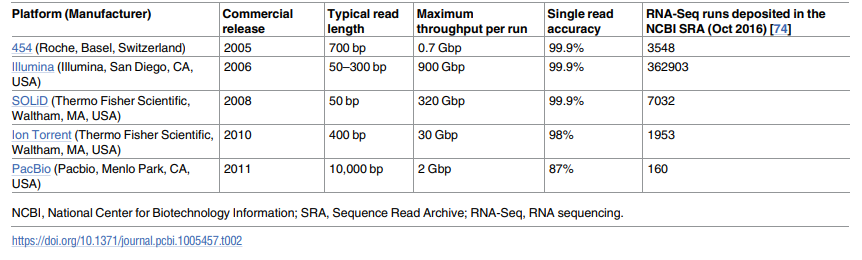 Platform (Manufacturer) Commercial release Typical read length Maximum throughput per run Single read accuracy RNA-Seq runs deposited in the NCBI SRA (Oct 2016) [74]
454 (Roche, Basel, Switzerland) 2005 700 bp 0.7 Gbp 99.9% 3548
Illumina (Illumina, San Diego, CA, USA) 2006 50–300 bp 900 Gbp 99.9% 362903
SOLiD (Thermo Fisher Scientific, Waltham, MA, USA) 2008 50 bp 320 Gbp 99.9% 7032
Ion Torrent (Thermo Fisher Scientific, Waltham, MA, USA) 2010 400 bp 30 Gbp 98% 1953
PacBio (Pacbio, Menlo Park, CA, USA) 2011 10,000 bp 2 Gbp 87% 160
NCBI, National Center for Biotechnology Information; SRA, Sequence Read Archive; RNA-Seq, RNA sequencing.
https://doi.org/10.1371/journal.pcbi.1005457.t002